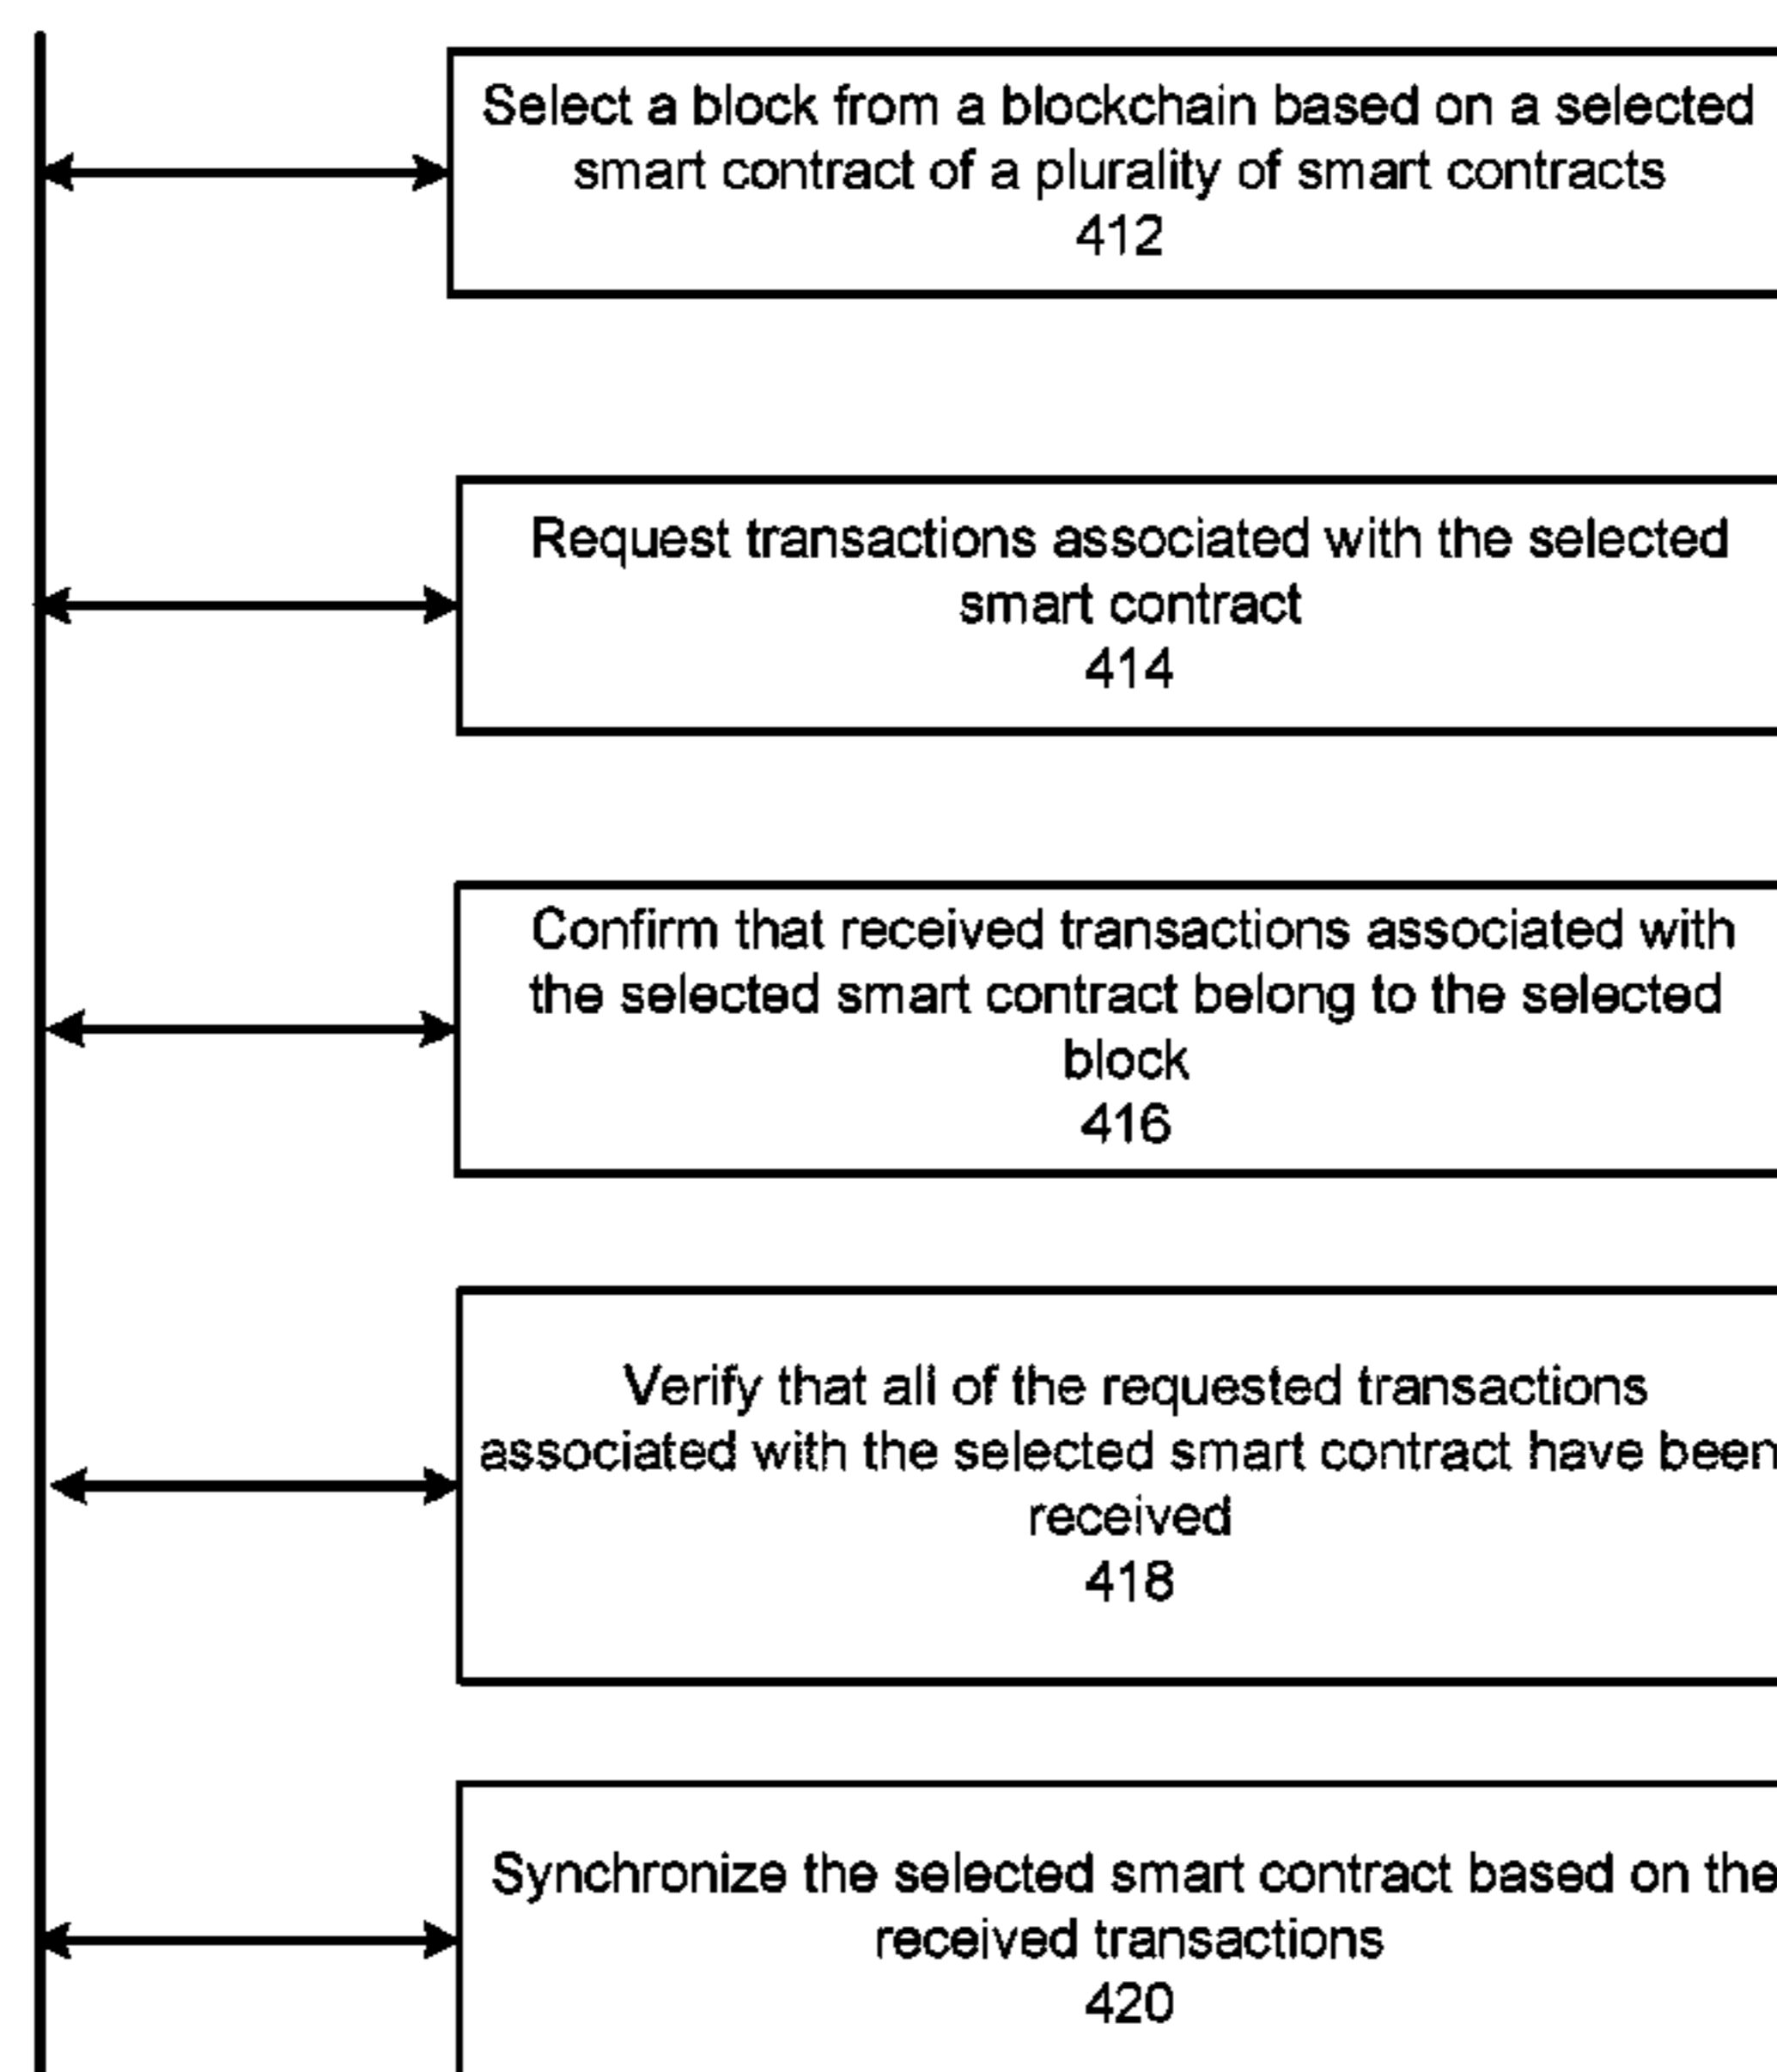 Select a block from a blockchain based on a selected
smart contract of a plurality of smart contracts
412
Request transactions associated with the selected
smart contract
414
Confirm that received transactions associated with
the selected smart contract belong to the selected
block
416
Verify that all of the requested transactions
associated with the selected smart contract have been
received
418
Synchronize the selected smart contract based on the
received transactions
420